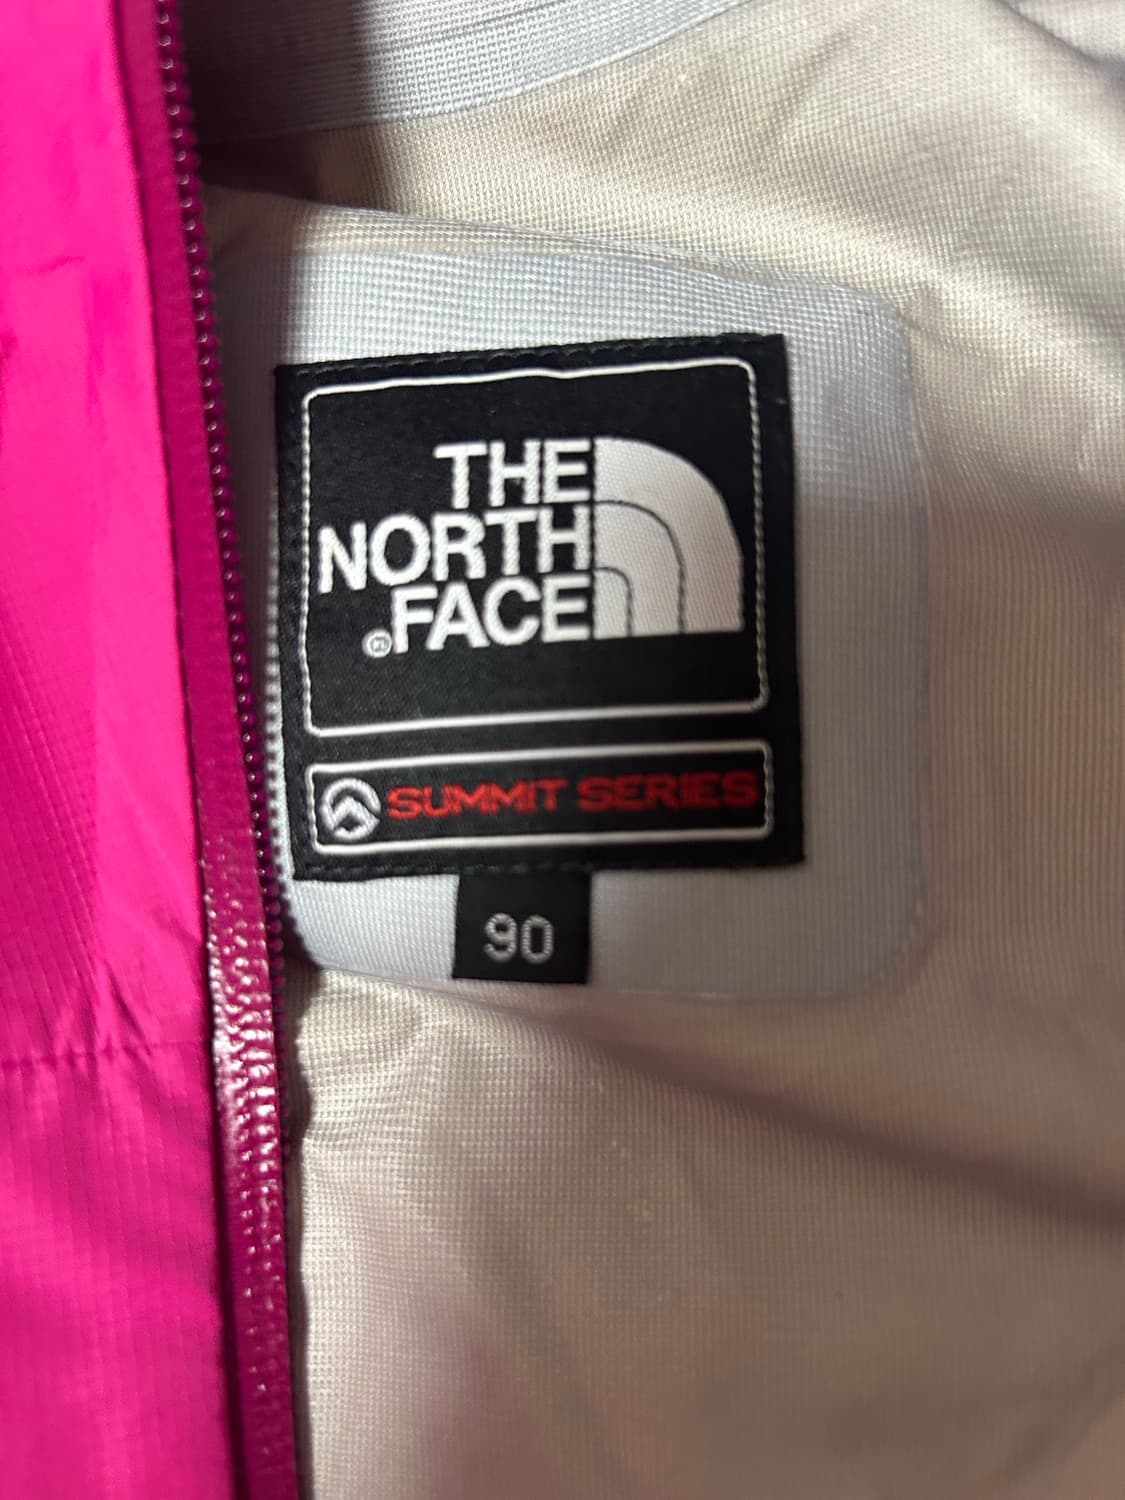 THE
NORTH
FACE
®
SUMMIT SERIES
90